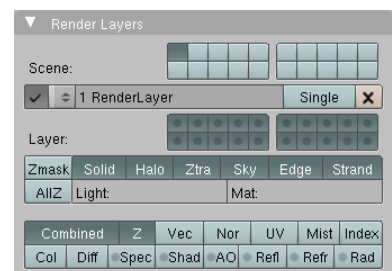 Render Layers
Scene:
1 RenderLayer Single X
Layer:
Zmask Solid Halo Ztra Sky Edge Strand
AllZ Light: Mat:
Combined Z Vec Nor UV Mist Index
Col Diff Spec Shad AO Refl Refr Rad